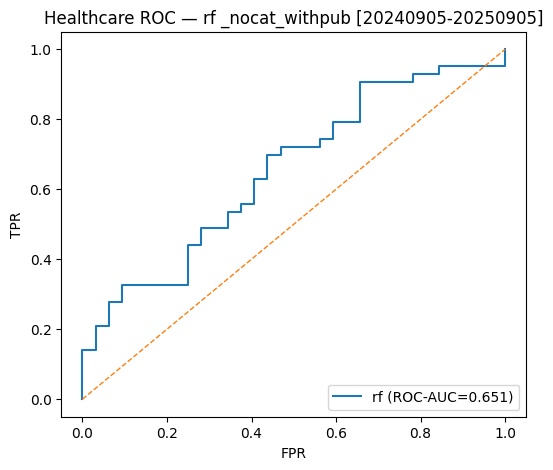 Healthcare ROC — rf _nocat_withpub [20240905-20250905]
TPR
1.0
0.8
0.6
0.4
0.2
0.0
rf (ROC-AUC=0.651)
0.0 0.2 0.4 0.6 0.8 1.0
FPR